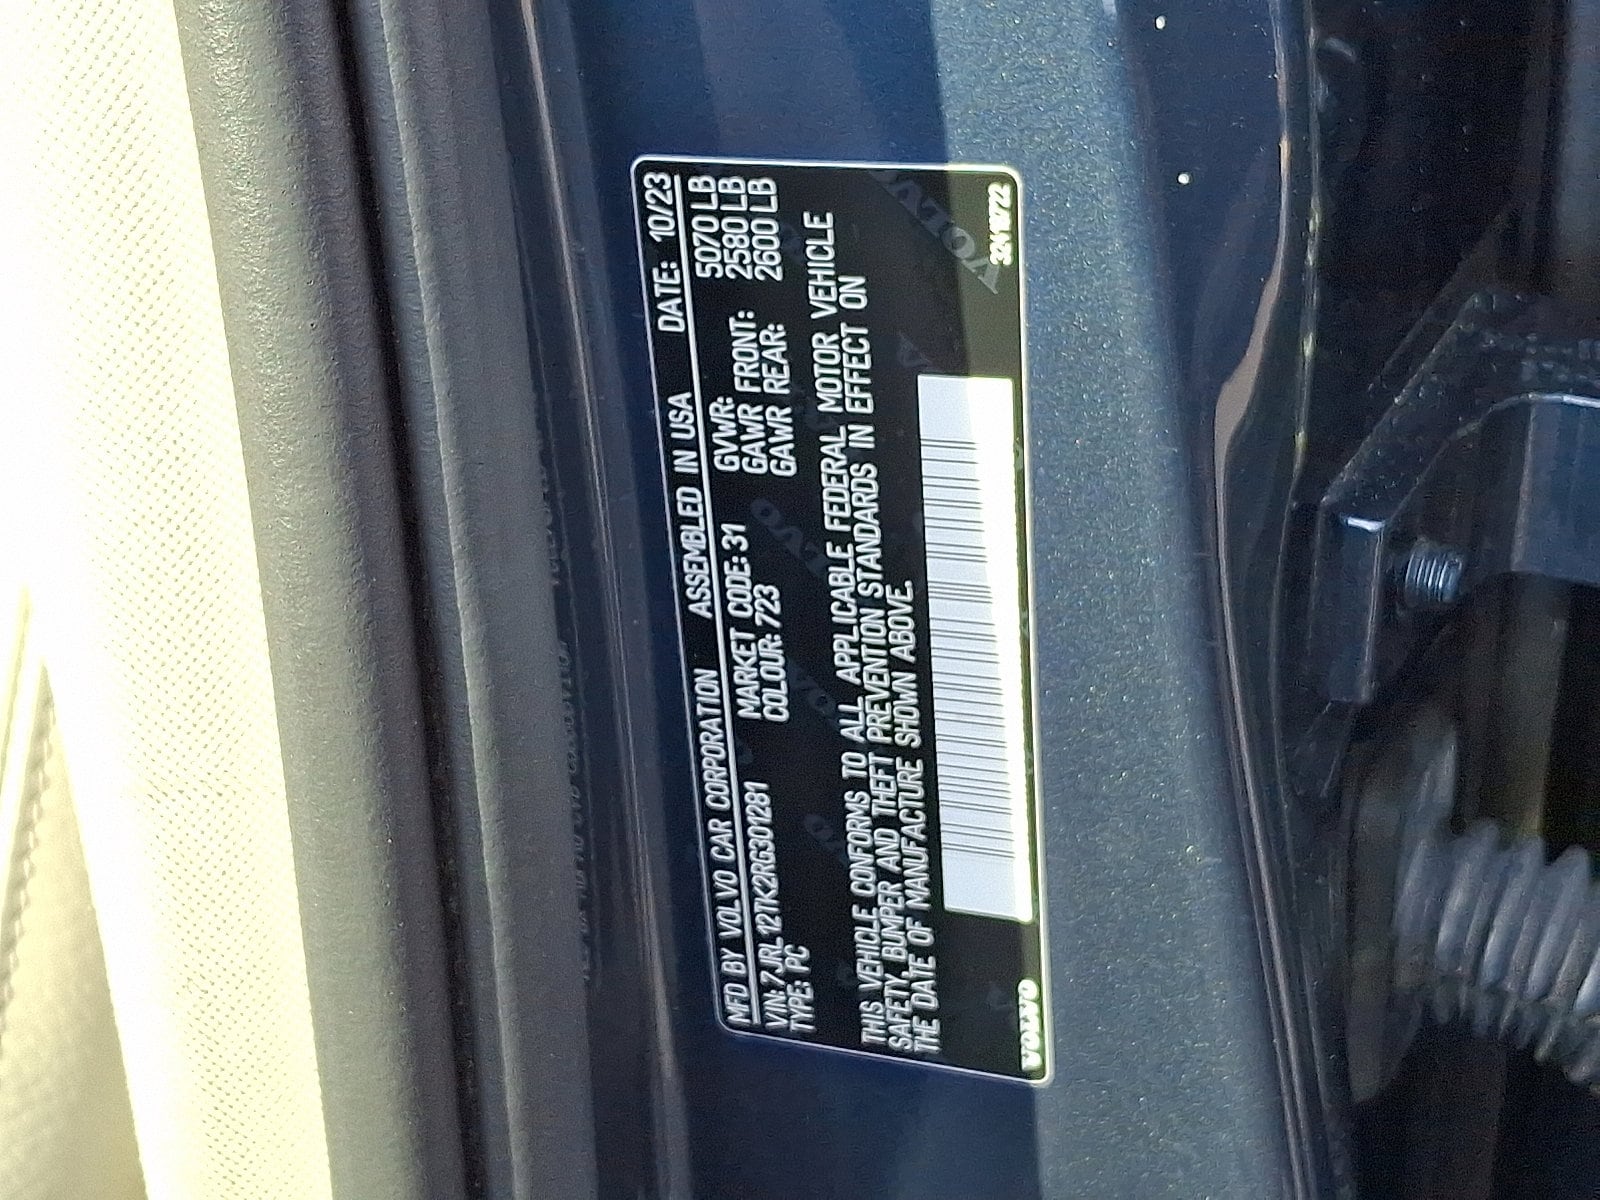 MFD BY VOLVO CAR CORPORATION ASSEMBLED IN USA DATE: 10/23
VIN: 7JRL12TK2RG301281 MARKET CODE: 31 GVWR: 5070 LB
TYPE: PC COLOUR: 723 GAWR FRONT: 2580 LB
GAWR REAR: 2600 LB
THIS VEHICLE CONFORMS TO ALL APPLICABLE FEDERAL MOTOR VEHICLE
SAFETY, BUMPER AND THEFT PREVENTION STANDARDS IN EFFECT ON
THE DATE OF MANUFACTURE SHOWN ABOVE.
VOLVO